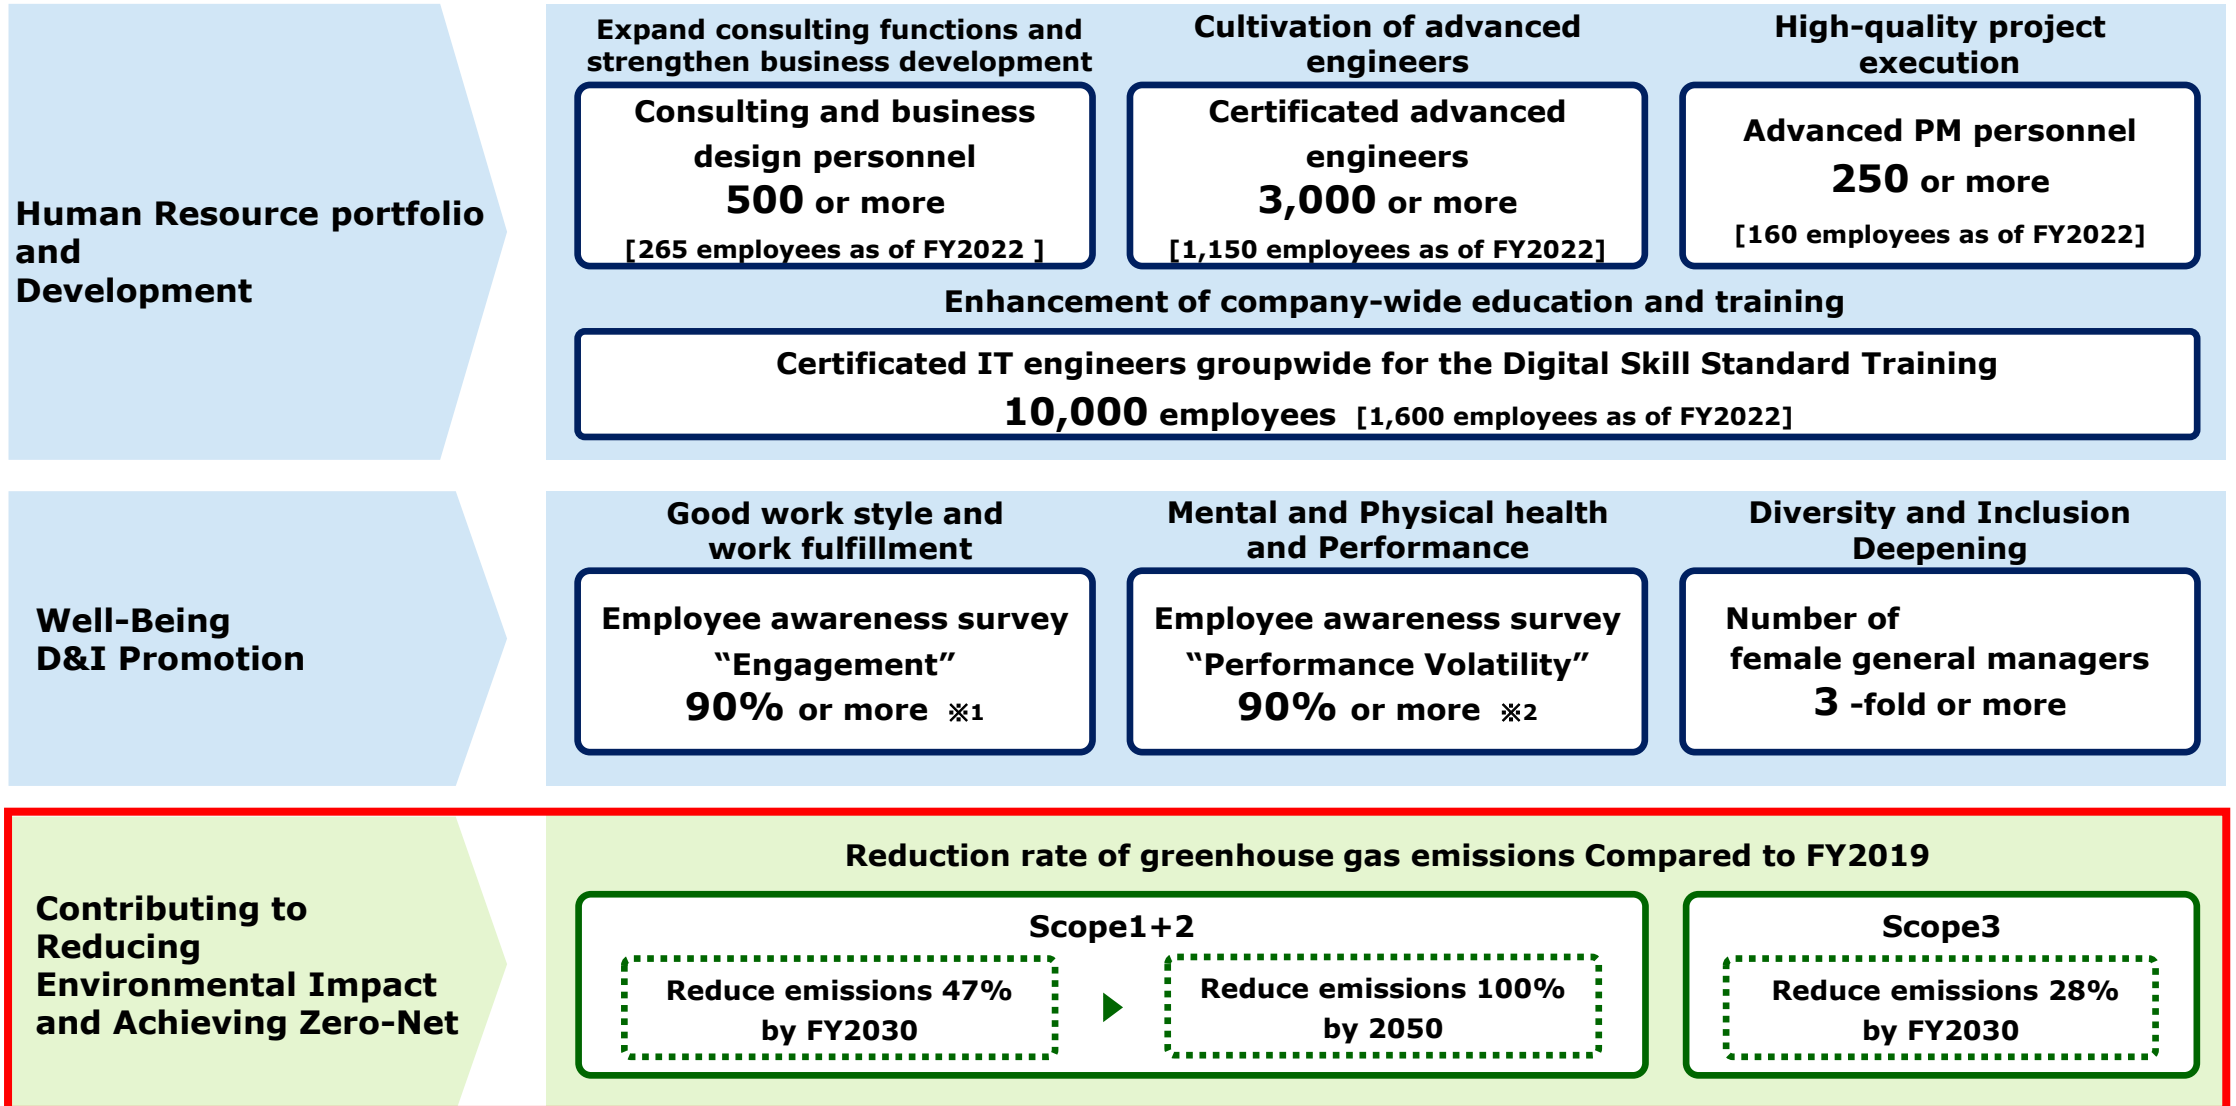 Human Resource portfolio
and
Development
Expand consulting functions and
strengthen business development
Consulting and business
design personnel
500 or more
[265 employees as of FY2022 ]
Cultivation of advanced
engineers
Certificated advanced
engineers
3,000 or more
[1,150 employees as of FY2022]
High-quality project
execution
Advanced PM personnel
250 or more
[160 employees as of FY2022]
Enhancement of company-wide education and training
Certificated IT engineers groupwide for the Digital Skill Standard Training
10,000 employees [1,600 employees as of FY2022]
Well-Being
D&I Promotion
Good work style and
work fulfillment
Employee awareness survey
“Engagement”
90% or more ※1
Mental and Physical health
and Performance
Employee awareness survey
“Performance Volatility”
90% or more ※2
Diversity and Inclusion
Deepening
Number of
female general managers
3 -fold or more
Contributing to
Reducing
Environmental Impact
and Achieving Zero-Net
Reduction rate of greenhouse gas emissions Compared to FY2019
Scope1+2
Reduce emissions 47%
by FY2030
Reduce emissions 100%
by 2050
Scope3
Reduce emissions 28%
by FY2030